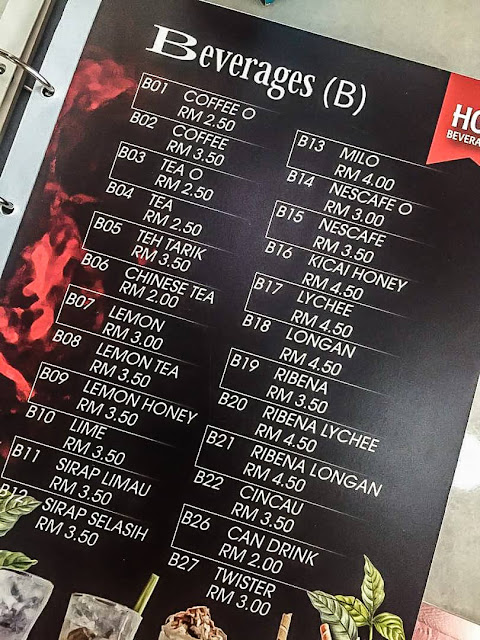 Beverages (B)
HO
BEVERA
B01 COFFEE O
RM 2.50
B02 COFFEE
RM 3.50
B03 TEA O
RM 2.50
B04 TEA
RM 2.50
B05 TEH TARIK
RM 3.50
B06 CHINESE TEA
RM 2.00
B07 LEMON
RM 3.00
B08 LEMON TEA
RM 3.50
B09 LEMON HONEY
RM 3.50
B10 LIME
RM 3.50
B11 SIRAP LIMAU
RM 3.50
B12 SIRAP SELASIH
RM 3.50
B13 MILO
RM 4.00
B14 NESCAFE O
RM 3.00
B15 NESCAFE
RM 3.50
B16 KICAI HONEY
RM 4.50
B17 LYCHEE
RM 4.50
B18 LONGAN
RM 4.50
B19 RIBENA
RM 3.50
B20 RIBENA LYCHEE
RM 4.50
B21 RIBENA LONGAN
RM 4.50
B22 CINCAU
RM 3.50
B26 CAN DRINK
RM 2.00
B27 TWISTER
RM 3.00